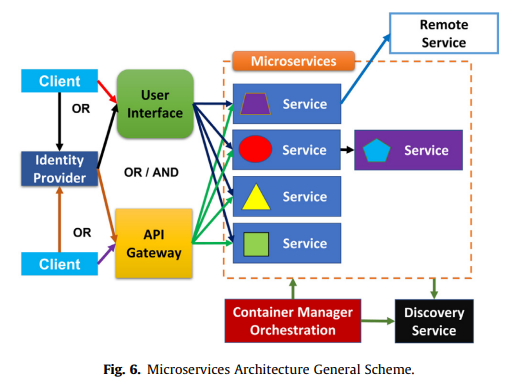 Remote
Service
Microservices
Client
OR
User
Interface
Service
Identity
Provider
OR / AND
Service
Service
Service
OR
API
Gateway
Service
Client
Container Manager
Orchestration
Discovery
Service
Fig. 6. Microservices Architecture General Scheme.